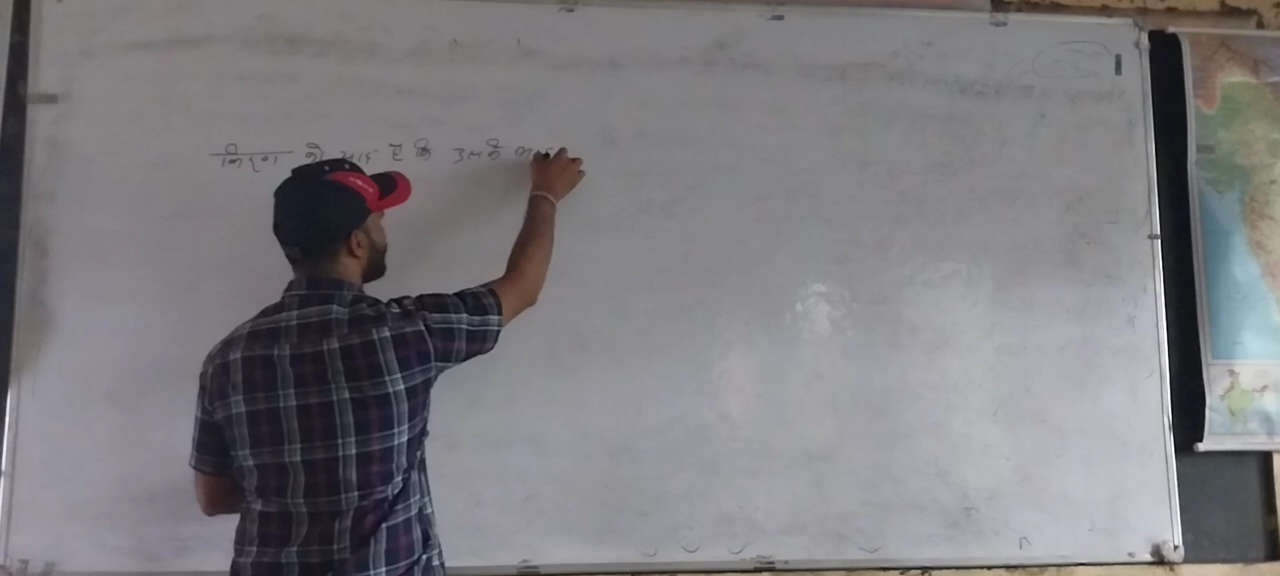 किरण को याद है कि उसके